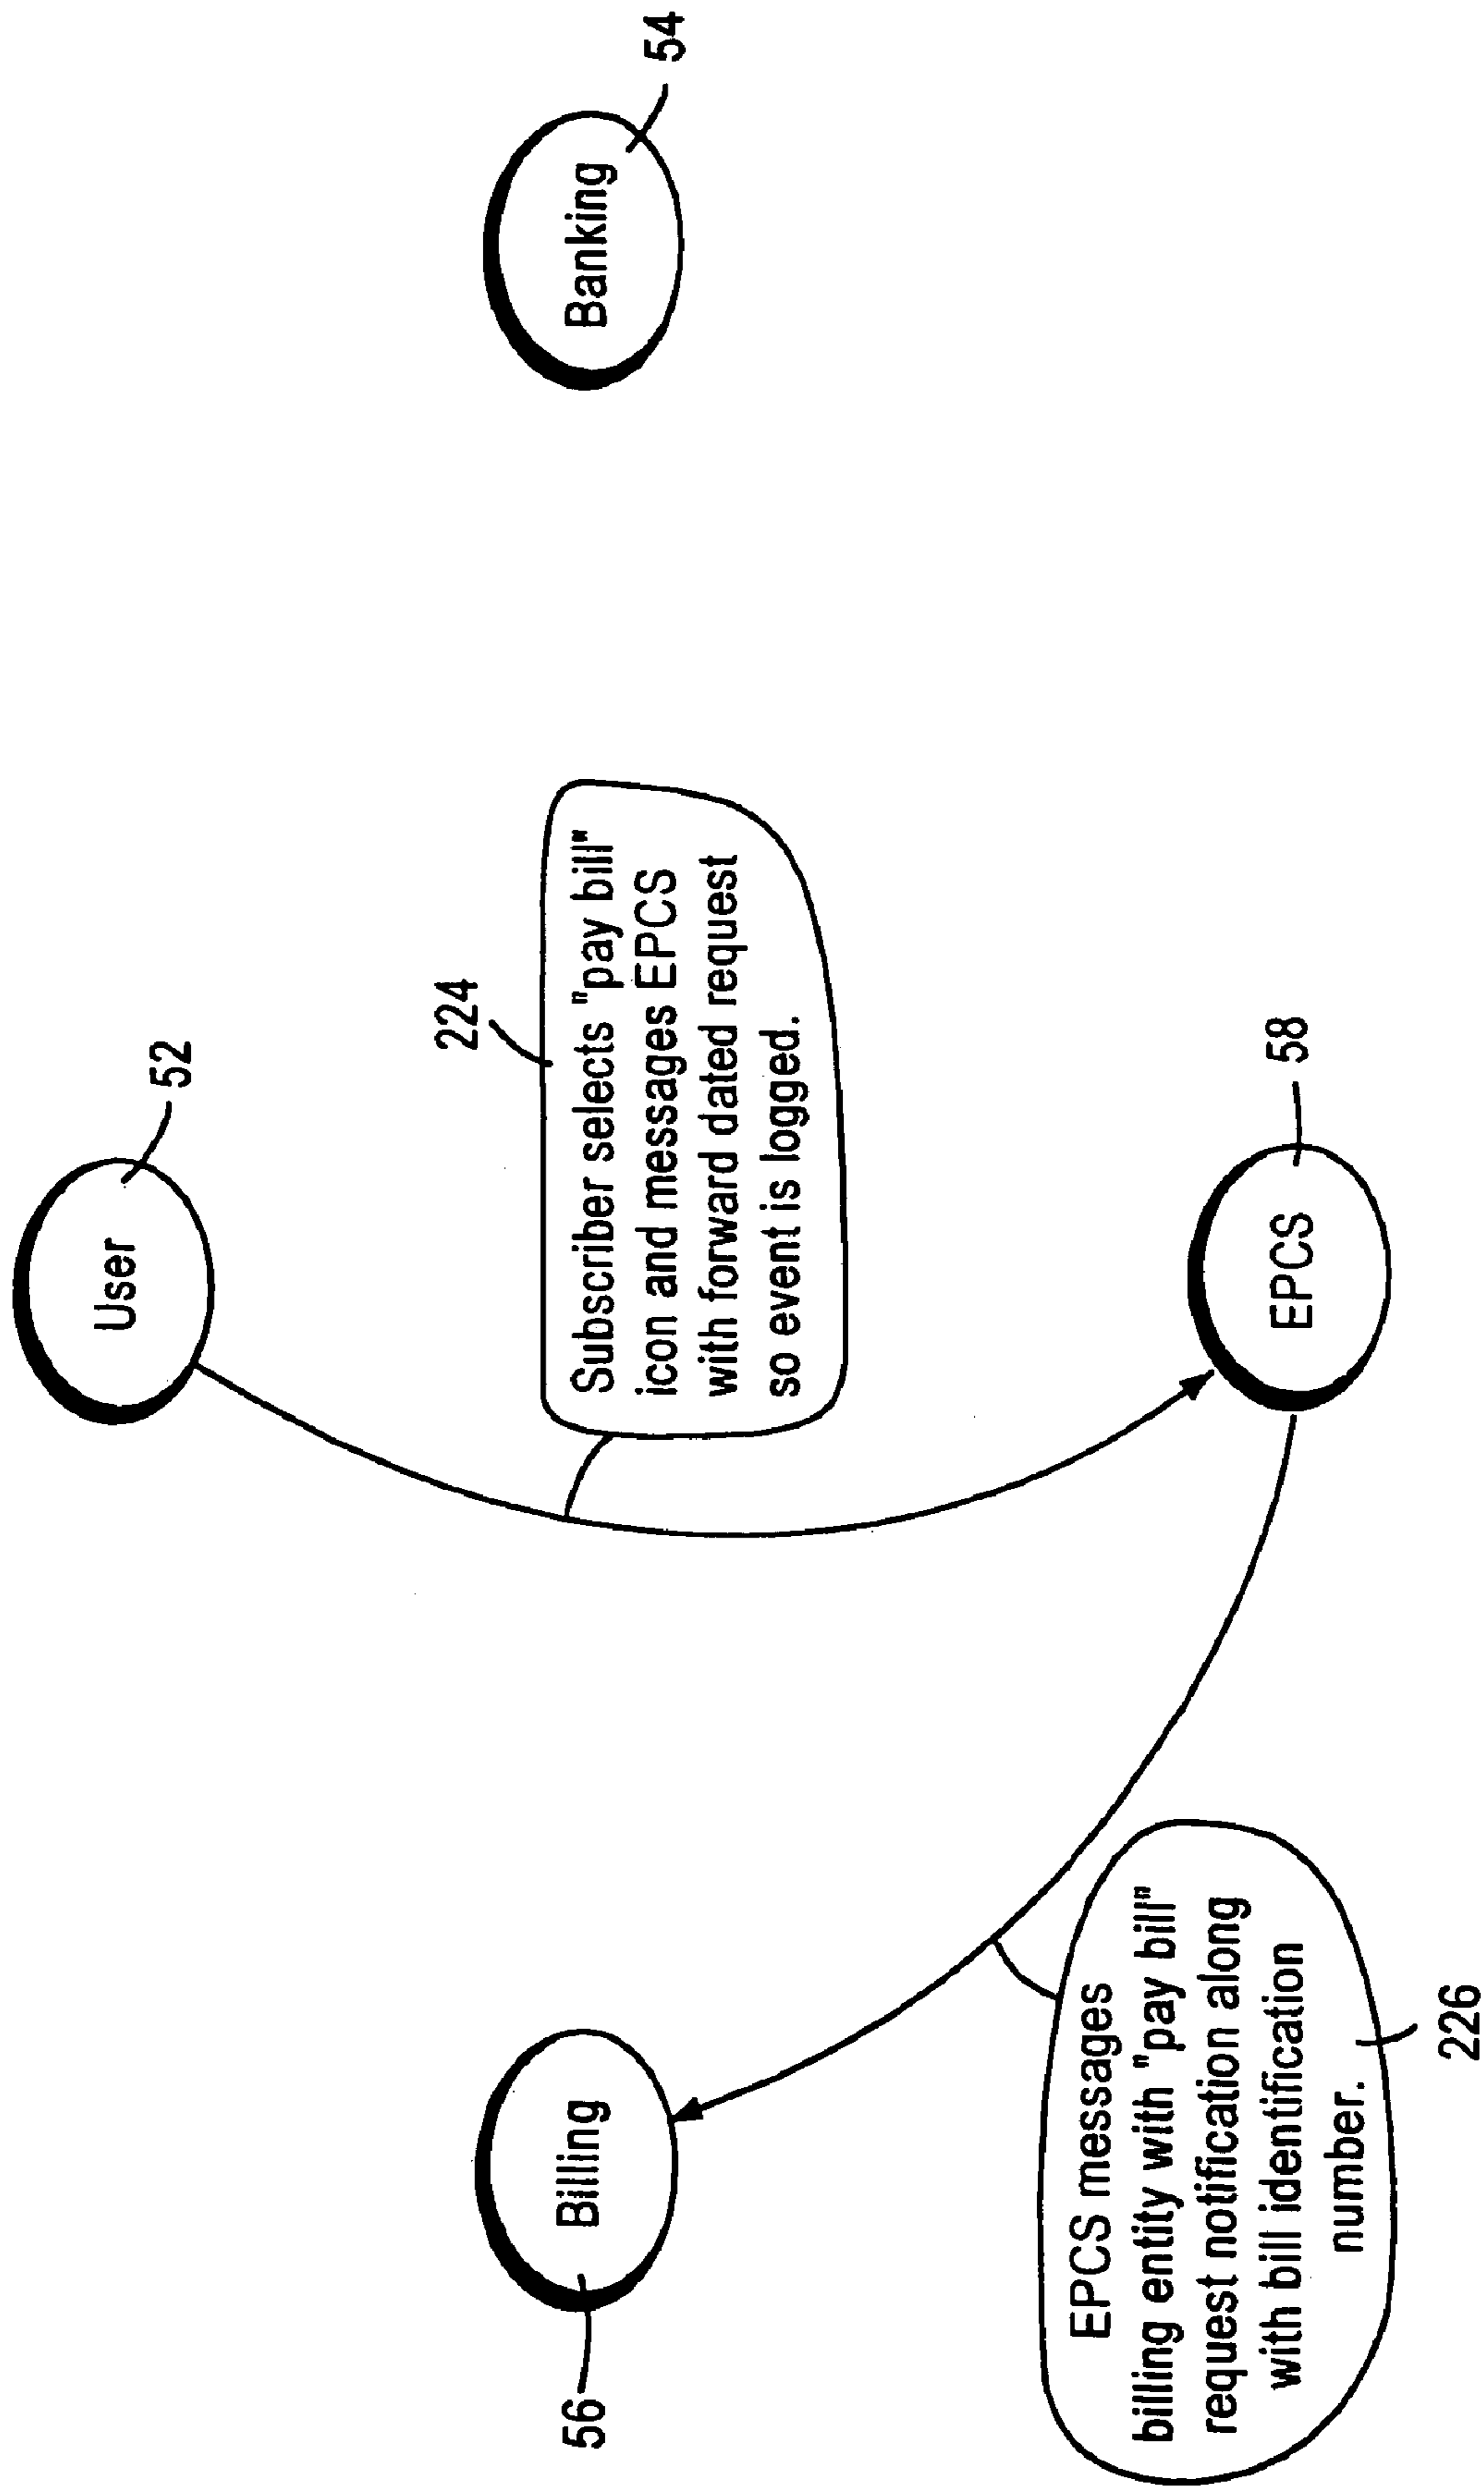 User
52
224
Subscriber selects "pay bill"
icon and messages EPCS
with forward dated request
so event is logged.
Billing
56
Banking
54
EPCS
58
EPCS messages
billing entity with "pay bill"
request notification along
with bill identification
number.
226